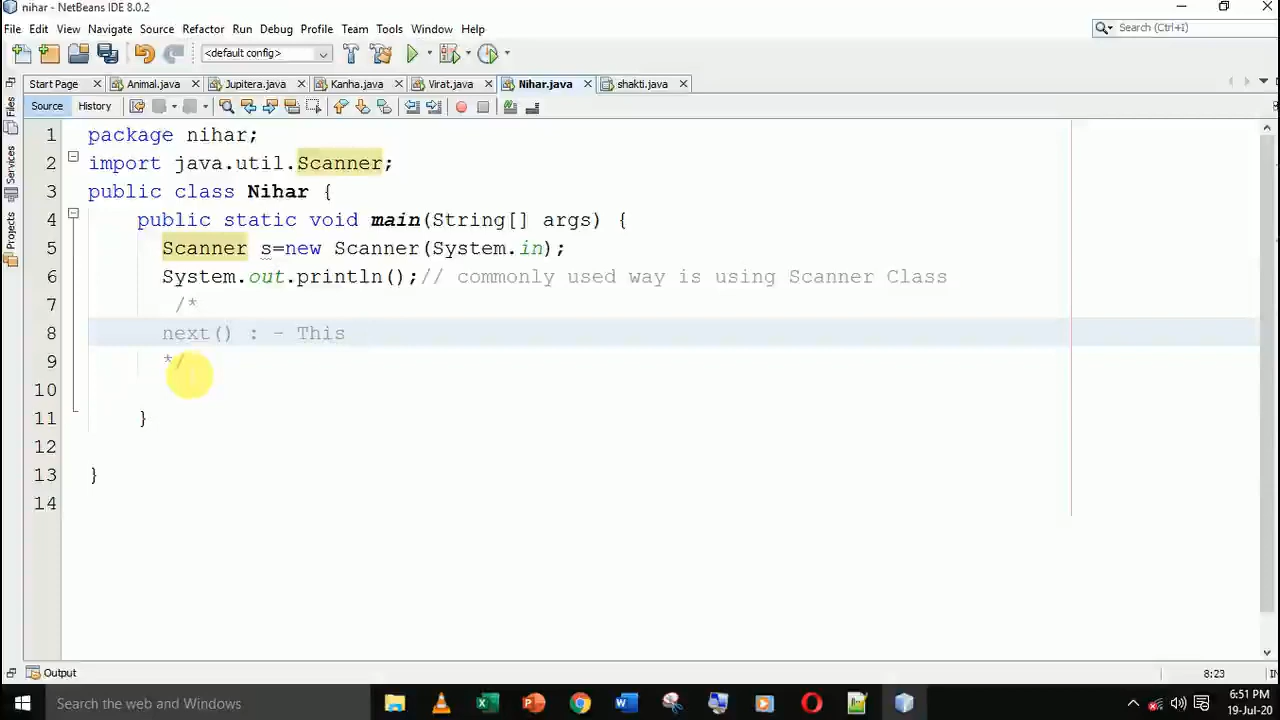 nihar - NetBeans IDE 8.0.2
File Edit View Navigate Source Refactor Run Debug Profile Team Tools Window Help
Search (Ctrl+I)
<default config>
Start Page Animal.java Jupitera.java Kanha.java Virat.java Nihar.java shakti.java
Source History
Files
Services
Projects
1 package nihar;
2 import java.util.Scanner;
3 public class Nihar {
4 public static void main(String[] args) {
5 Scanner s=new Scanner(System.in);
6 System.out.println();// commonly used way is using Scanner Class
7 /*
8 next() : - This
9 */
10
11 }
12
13 }
14
Output
8:23
Search the web and Windows
6:51 PM
19-Jul-20